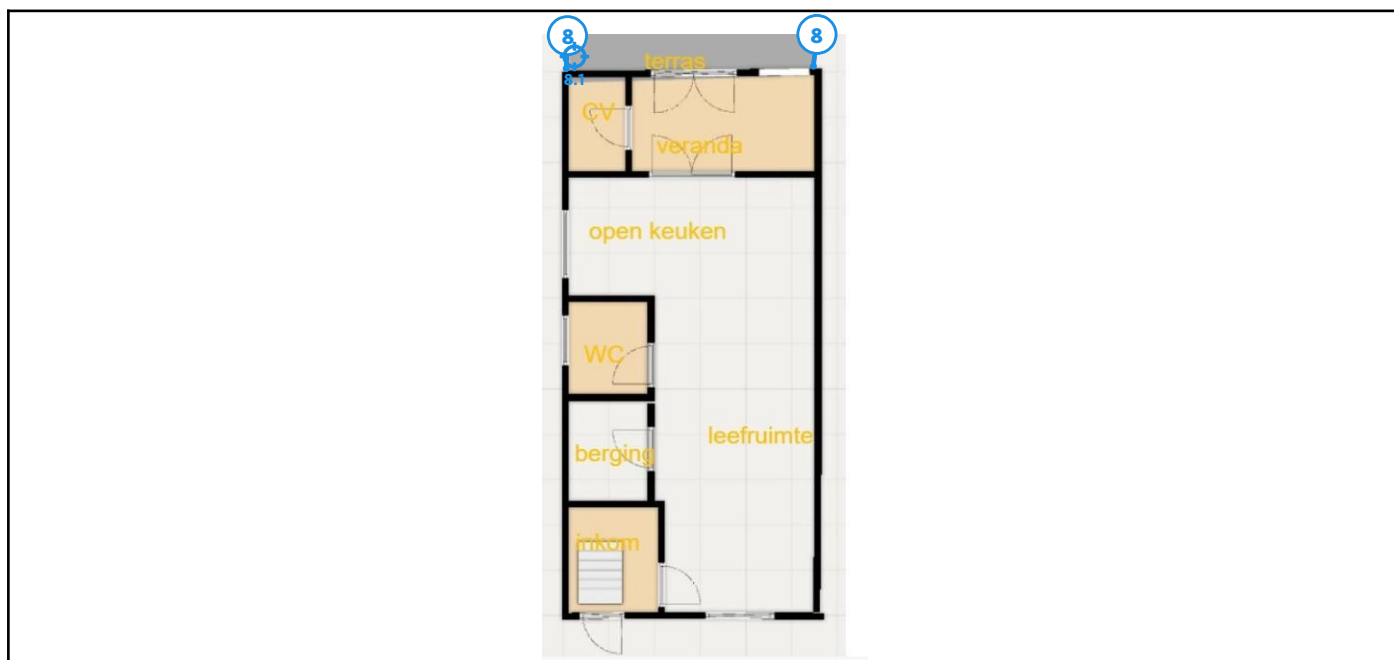 8 8
terras
8.1
CV
veranda
open keuken
WC
leefruimte
berging
inkom